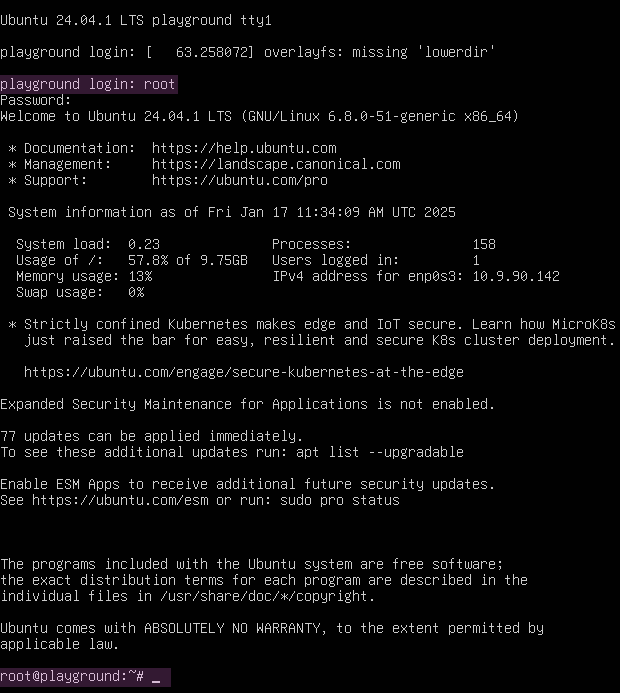 Ubuntu 24.04.1 LTS playground tty1
playground login: [   63.258072] overlayfs: missing 'lowerdir'
playground login: root
Password:
Welcome to Ubuntu 24.04.1 LTS (GNU/Linux 6.8.0-51-generic x86_64)
 * Documentation:  https://help.ubuntu.com
 * Management:     https://landscape.canonical.com
 * Support:        https://ubuntu.com/pro
 System information as of Fri Jan 17 11:34:09 AM UTC 2025
  System load:  0.23              Processes:               158
  Usage of /:   57.8% of 9.75GB   Users logged in:         1
  Memory usage: 13%               IPv4 address for enp0s3: 10.9.90.142
  Swap usage:   0%
 * Strictly confined Kubernetes makes edge and IoT secure. Learn how MicroK8s
   just raised the bar for easy, resilient and secure K8s cluster deployment.
   https://ubuntu.com/engage/secure-kubernetes-at-the-edge
Expanded Security Maintenance for Applications is not enabled.
77 updates can be applied immediately.
To see these additional updates run: apt list --upgradable
Enable ESM Apps to receive additional future security updates.
See https://ubuntu.com/esm or run: sudo pro status
The programs included with the Ubuntu system are free software;
the exact distribution terms for each program are described in the
individual files in /usr/share/doc/*/copyright.
Ubuntu comes with ABSOLUTELY NO WARRANTY, to the extent permitted by
applicable law.
root@playground:~# _